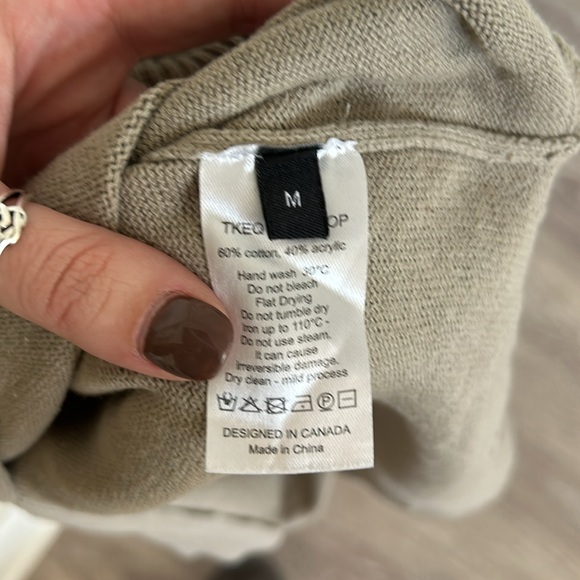 M
TKEQ OP
60% cotton, 40% acrylic
Hand wash 30°C
Do not bleach
Flat Drying
Do not tumble dry
Iron up to 110°C -
Do not use steam.
It can cause
irreversible damage.
Dry clean - mild process
DESIGNED IN CANADA
Made in China